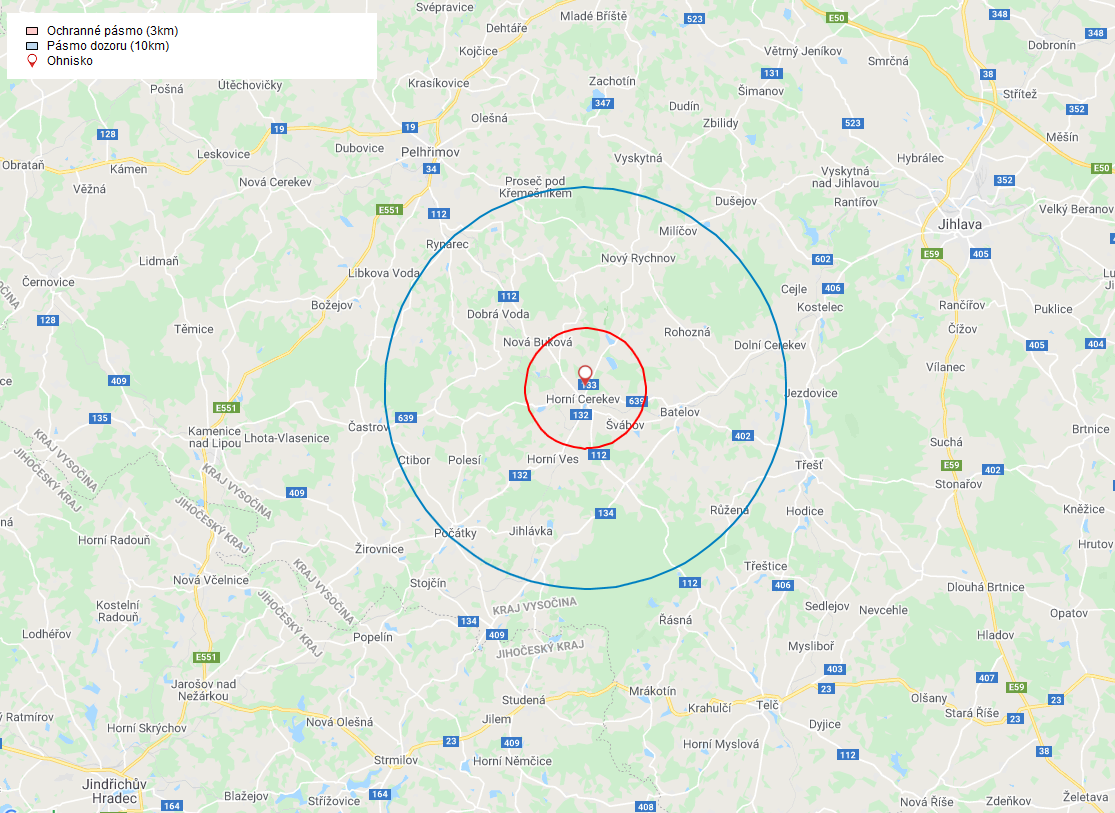 Ochranné pásmo (3km)
Pásmo dozoru (10km)
Ohnisko
Svépravice
Dehtáře
Mladé Bříště
523
E50
348
348
Kojčice
Větrný Jeníkov
Dobronín
Smrčná
38
Krasíkovice
Zachotín
131
Šimanov
Střítež
Pošná
Útěchovičky
347
Dudín
352
Olešná
Zbilidy
523
128
19
19
Měšín
Dubovice
Pelhřimov
Leskovice
Vyskytná
Hybrálec
Obrataň
Kámen
34
E50
Věžná
Nová Cerekev
Proseč pod
Křemešníkem
Vyskytná
nad Jihlavou
352
Dušejov
Rantířov
E551
112
Velký Beranov
Jihlava
Milíčov
Rynárec
E59
405
Lidmaň
Nový Rychnov
602
Libkova Voda
Černovice
Cejle
406
112
Božejov
Kostelec
Rančířov
Puklice
Dobrá Voda
128
Těmice
Rohozná
Čížov
Nová Buková
Dolní Cerekev
405
404
Vílanec
409
133
Jezdovice
Horní Cerekev
639
E551
132
Batelov
135
639
Švábov
Castrov
Kamenice
nad Lipou
Lhota-Vlasenice
402
Brtnice
Suchá
KRAJ VYSOČINA
JIHOČESKÝ KRAJ
Ctibor
Polesí
Horní Ves
112
Třešť
E59
402
132
KRAJ VYSOČINA
JIHOČESKÝ KRAJ
Stonařov
409
134
Růžená
Hodice
Kněžice
Počátky
Jihlávka
Horní Radouň
Žirovnice
Hrutov
Třeštice
Nová Včelnice
KRAJ VYSOČINA
JIHOČESKÝ KRAJ
Stojčín
112
406
Dlouhá Brtnice
Kostelní
Radouň
KRAJ VYSOČINA
Sedlejov
Nevcehle
Opatov
Řásná
134
Lodhéřov
Popelín
409
Hladov
JIHOČESKÝ KRAJ
Mysliboř
E551
403
407
Jarošov nad
Nežárkou
23
E59
Mrákotín
Studená
Olšany
23
Krahulčí
Telč
Stará Říše
Jilem
23
Nová Olešná
Horní Skrýchov
Dyjice
23
409
Horní Myslová
38
112
Strmilov
Horní Němčice
Jindřichův
Hradec
Blažejov
Střížovice
164
164
408
Nová Říše
Zdeňkov
Želetava